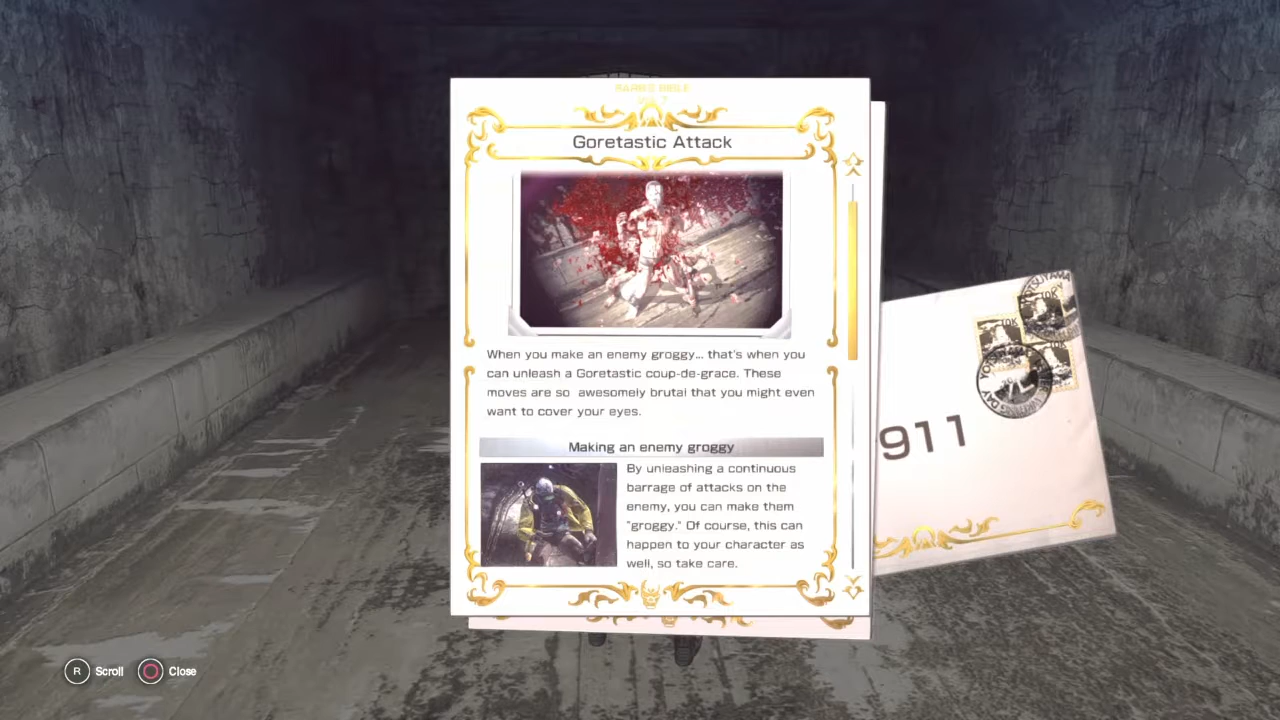 Goretastic Attack
When you make an enemy groggy... that's when you
can unleash a Goretastic coup-de-grace. These
moves are so awesomely brutal that you might even
want to cover your eyes.
Making an enemy groggy
By unleashing a continuous
barrage of attacks on the
enemy, you can make them
"groggy." Of course, this can
happen to your character as
well, so take care.
911
R Scroll Close